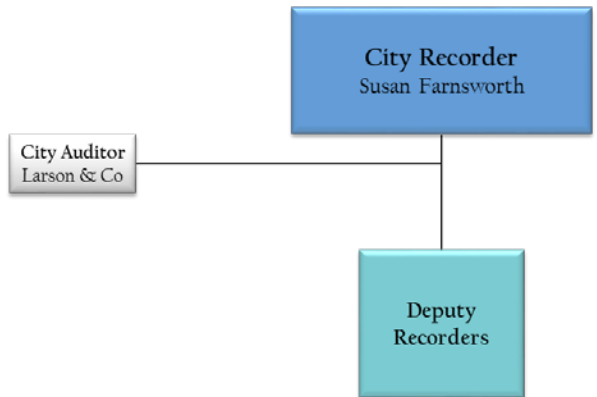 City Recorder
Susan Farnsworth
City Auditor
Larson & Co
Deputy
Recorders